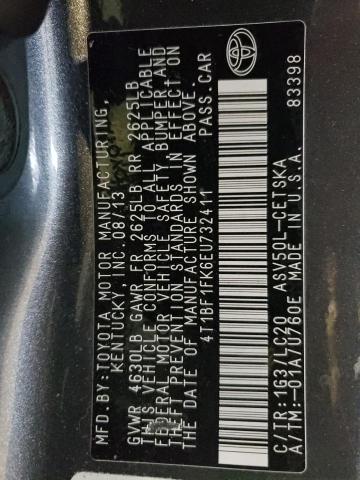 MFD.BY:TOYOTA MOTOR MANUFACTURING,
KENTUCKY, INC. 08/13
GVWR 4630LB GAWR FR 2625LB RR 2625LB
THIS VEHICLE CONFORMS TO ALL APPLICABLE
FEDERAL MOTOR VEHICLE SAFETY, BUMPER, AND
THEFT PREVENTION STANDARDS IN EFFECT ON
THE DATE OF MANUFACTURE SHOWN ABOVE.
4T1BF1FK6EU732411 PASS.CAR
C/TR:1G3/LC20 ASV50L-CETSKA
A/TM:-03A/U760E MADE IN U.S.A. 83398